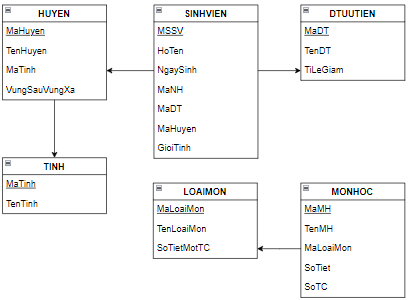 HUYEN
MaHuyen
TenHuyen
MaTinh
VungSauVungXa
SINHVIEN
MSSV
HoTen
NgaySinh
MaNH
MaDT
MaHuyen
GioiTinh
DTUUTIEN
MaDT
TenDT
TiLeGiam
TINH
MaTinh
TenTinh
LOAIMON
MaLoaiMon
TenLoaiMon
SoTietMotTC
MONHOC
MaMH
TenMH
MaLoaiMon
SoTiet
SoTC